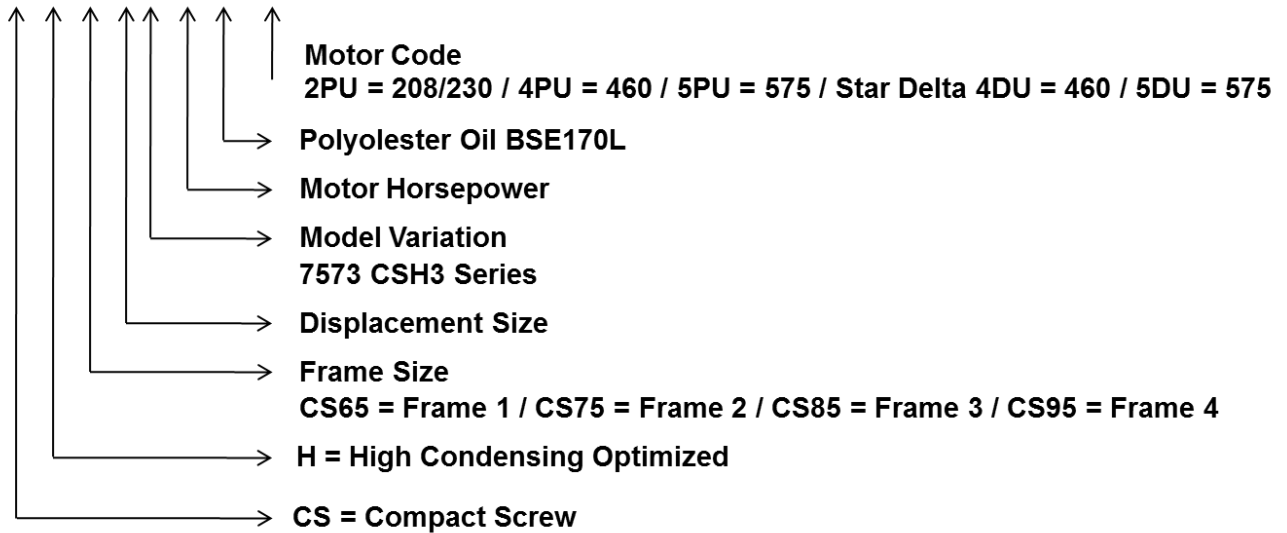 Motor Code
2PU = 208/230 / 4PU = 460 / 5PU = 575 / Star Delta 4DU = 460 / 5DU = 575
Polyolester Oil BSE170L
Motor Horsepower
Model Variation
7573 CSH3 Series
Displacement Size
Frame Size
CS65 = Frame 1 / CS75 = Frame 2 / CS85 = Frame 3 / CS95 = Frame 4
H = High Condensing Optimized
CS = Compact Screw